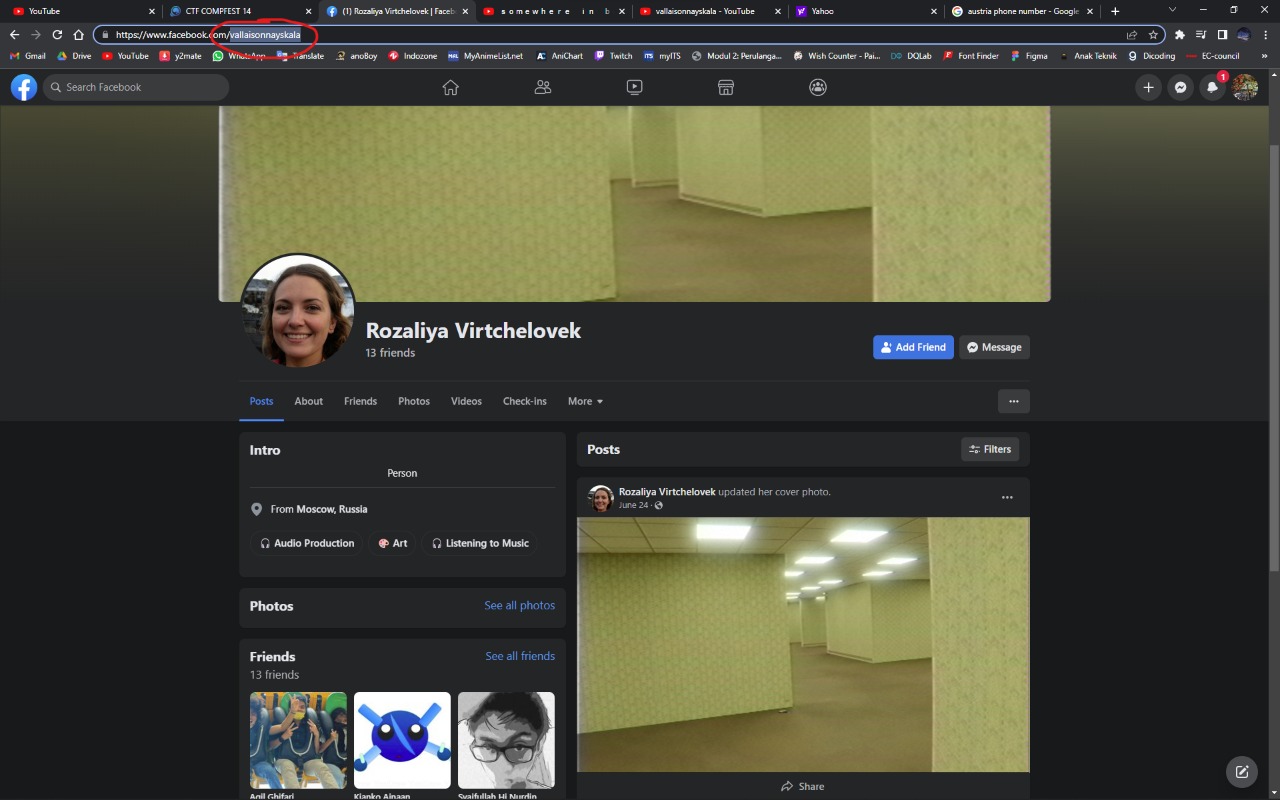 YouTube
CTF COMPFEST 14
(1) Rozaliya Virtchelovek | Faceb
s o m e w h e r e i n b
vallaisonnayskala - YouTube
Yahoo
austria phone number - Google
https://www.facebook.com/vallaisonnayskala
Gmail
Drive
YouTube
y2mate
WhatsApp
Translate
anoBoy
Indozone
MyAnimeList.net
AniChart
Twitch
myITS
Modul 2: Perulanga...
Wish Counter - Pai...
DQLab
Font Finder
Figma
Anak Teknik
Dicoding
EC-council
Search Facebook
1
Rozaliya Virtchelovek
13 friends
Add Friend
Message
Posts
About
Friends
Photos
Videos
Check-ins
More
Intro
Person
From Moscow, Russia
Audio Production
Art
Listening to Music
Photos
See all photos
Friends
See all friends
13 friends
Aqil Ghifari
Kianko Ainaan
Syaifullah Hi Nurdin
Posts
Filters
Rozaliya Virtchelovek updated her cover photo.
June 24
Share